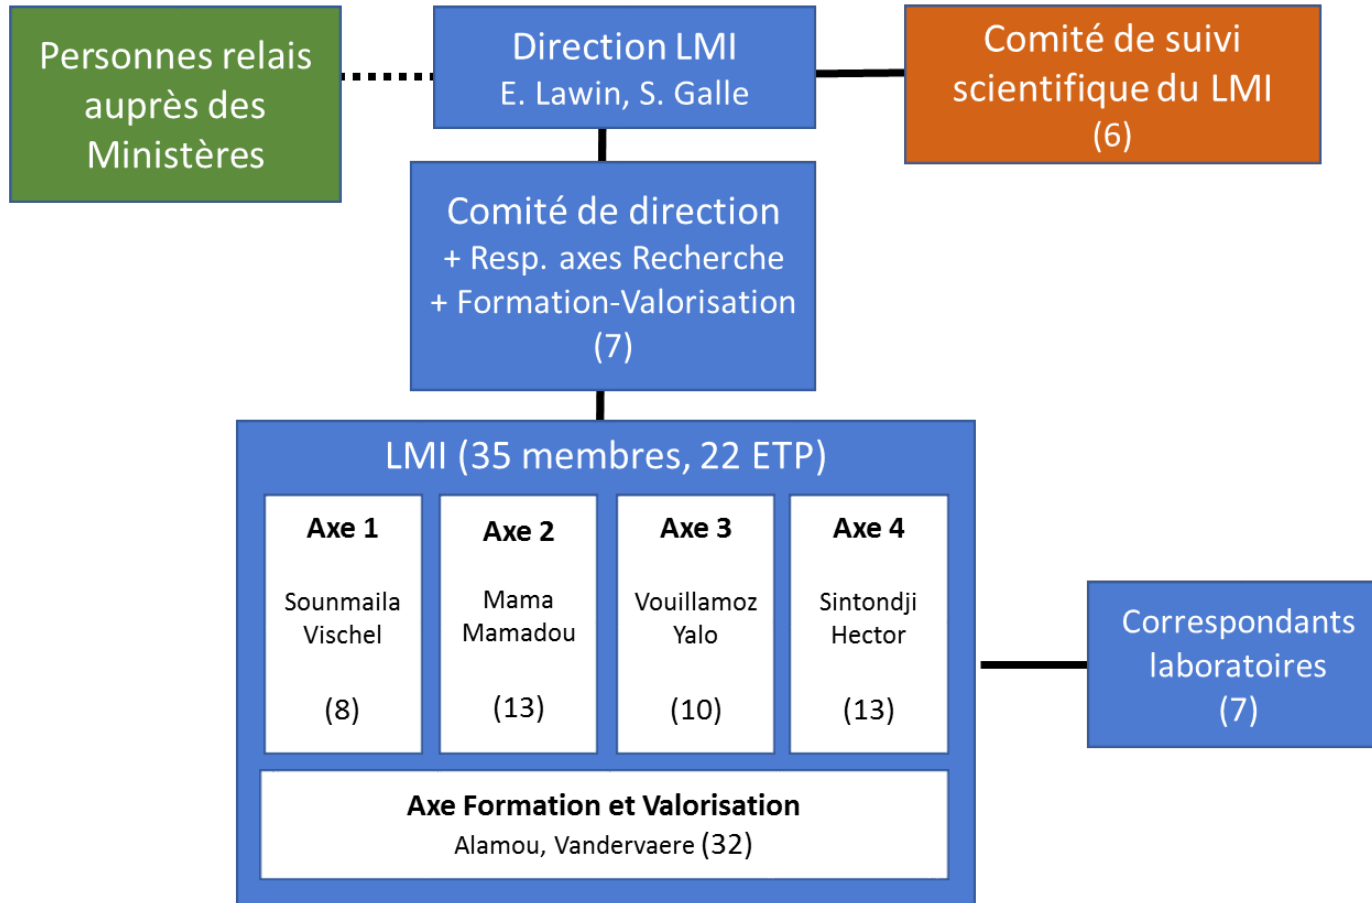 Personnes relais
auprès des
Ministères
Direction LMI
E. Lawin, S. Galle
Comité de suivi
scientifique du LMI
(6)
Comité de direction
+ Resp. axes Recherche
+ Formation-Valorisation
(7)
LMI (35 membres, 22 ETP)
Axe 1
Sounmaila
Vischel
(8)
Axe 2
Mama
Mamadou
(13)
Axe 3
Vouillamoz
Yalo
(10)
Axe 4
Sintondji
Hector
(13)
Axe Formation et Valorisation
Alamou, Vandervaere (32)
Correspondants
laboratoires
(7)